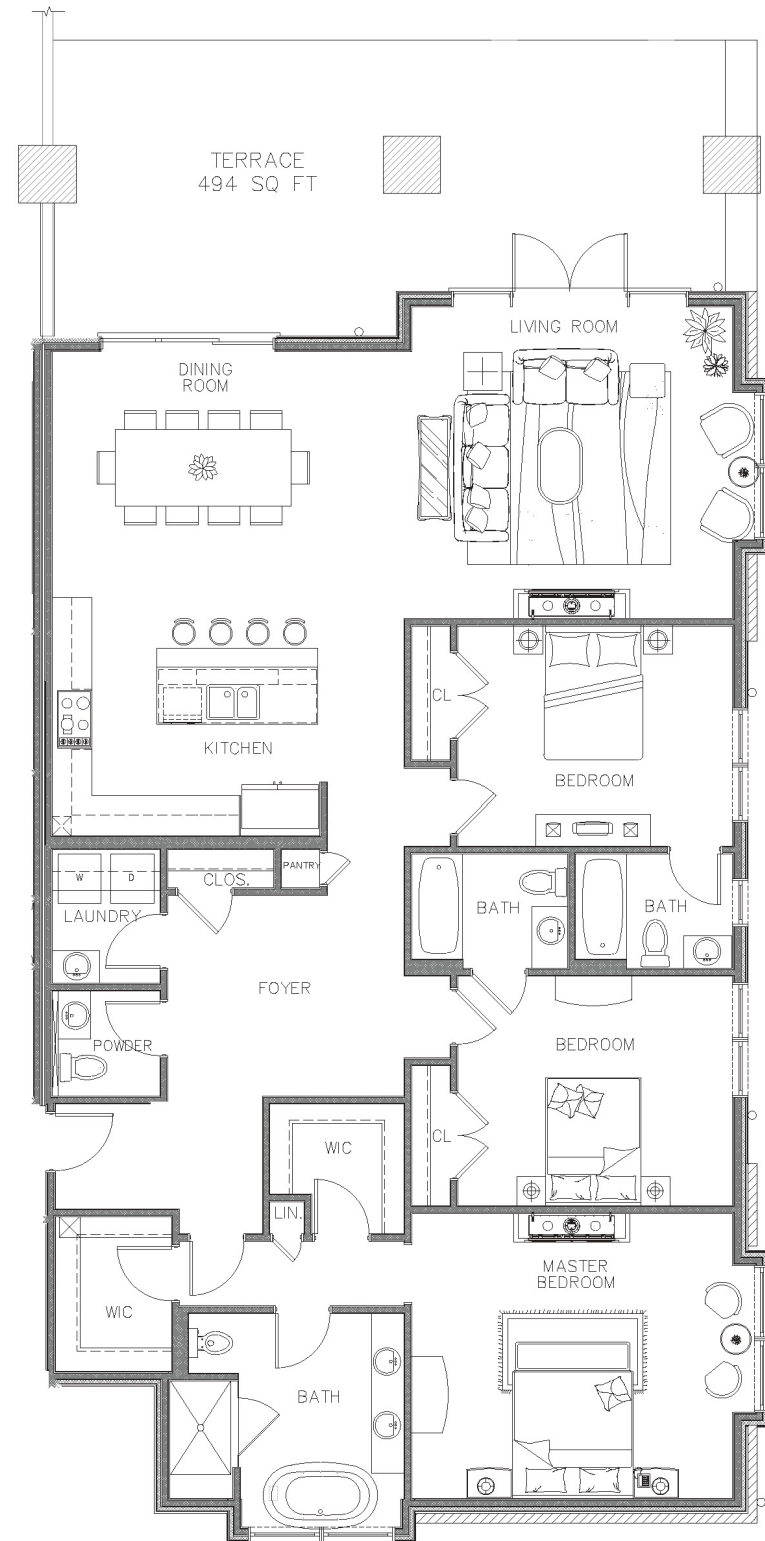 TERRACE
494 SQ FT
LIVING ROOM
DINING
ROOM
KITCHEN
CL
BEDROOM
W
D
CLOS.
PANTRY
LAUNDRY
BATH
BATH
FOYER
POWDER
BEDROOM
CL
WIC
LIN.
MASTER
BEDROOM
WIC
BATH